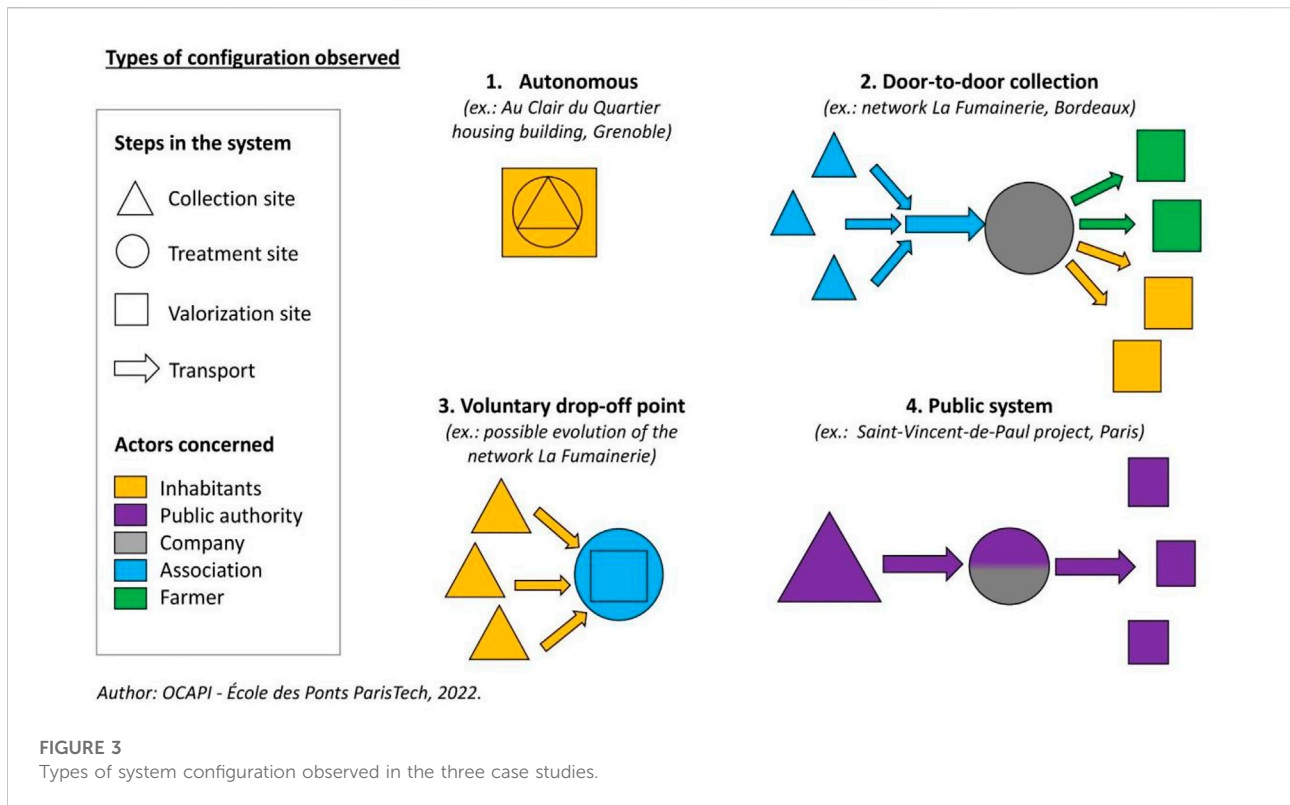 Types of configuration observed
Steps in the system
Collection site
Treatment site
Valorization site
Transport
Actors concerned
Inhabitants
Public authority
Company
Association
Farmer
1. Autonomous
(ex.: Au Clair du Quartier
housing building, Grenoble)
2. Door-to-door collection
(ex.: network La Fumainerie, Bordeaux)
3. Voluntary drop-off point
(ex.: possible evolution of the
network La Fumainerie)
4. Public system
(ex.: Saint-Vincent-de-Paul project, Paris)
Author: OCAPI - École des Ponts ParisTech, 2022.
FIGURE 3
Types of system configuration observed in the three case studies.